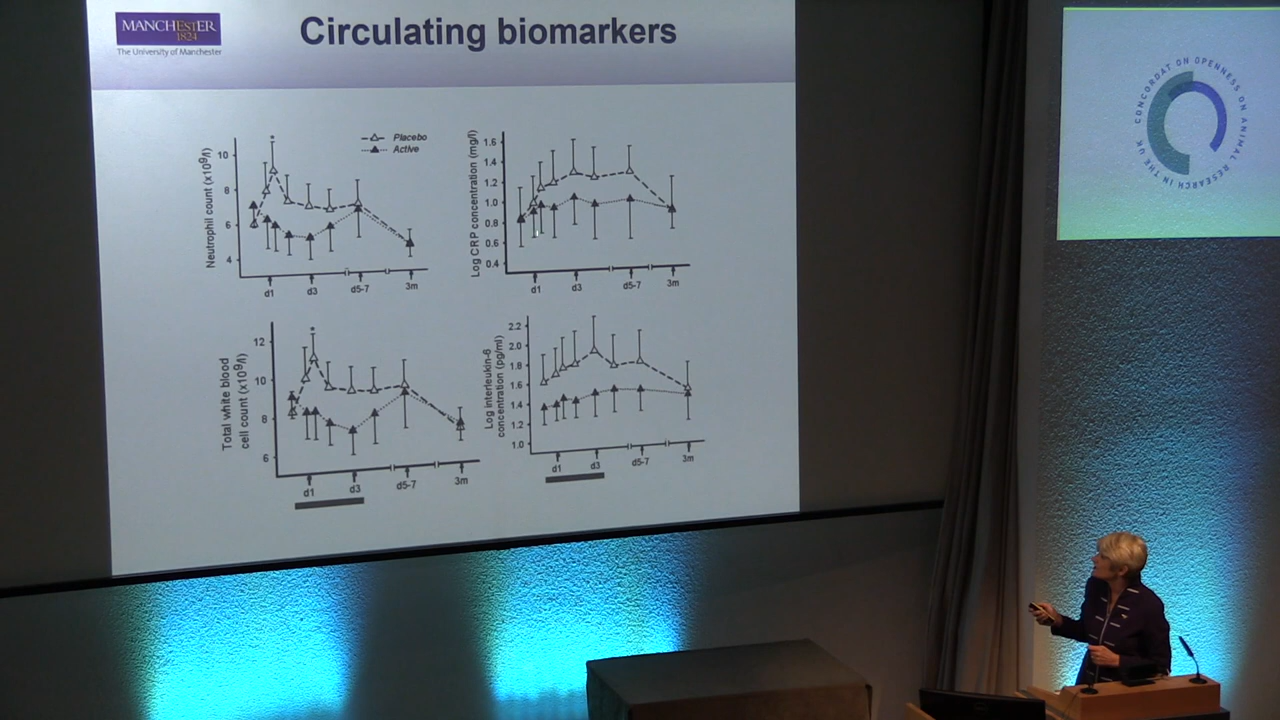 MANCHESTER
1824
The University of Manchester
Circulating biomarkers
CONCORDAT ON OPENNESS ON ANIMAL RESEARCH IN THE UK
Placebo
Active
Neutrophil count (x10⁹/l)
10
8
6
4
*
d1
d3
d5-7
3m
Log CRP concentration (mg/l)
1.6
1.4
1.2
1.0
0.8
0.6
0.4
d1
d3
d5-7
3m
Total white blood
cell count (x10⁹/l)
12
10
8
6
*
d1
d3
d5-7
3m
Log interleukin-6
concentration (pg/ml)
2.2
2.0
1.8
1.6
1.4
1.2
1.0
d1
d3
d5-7
3m